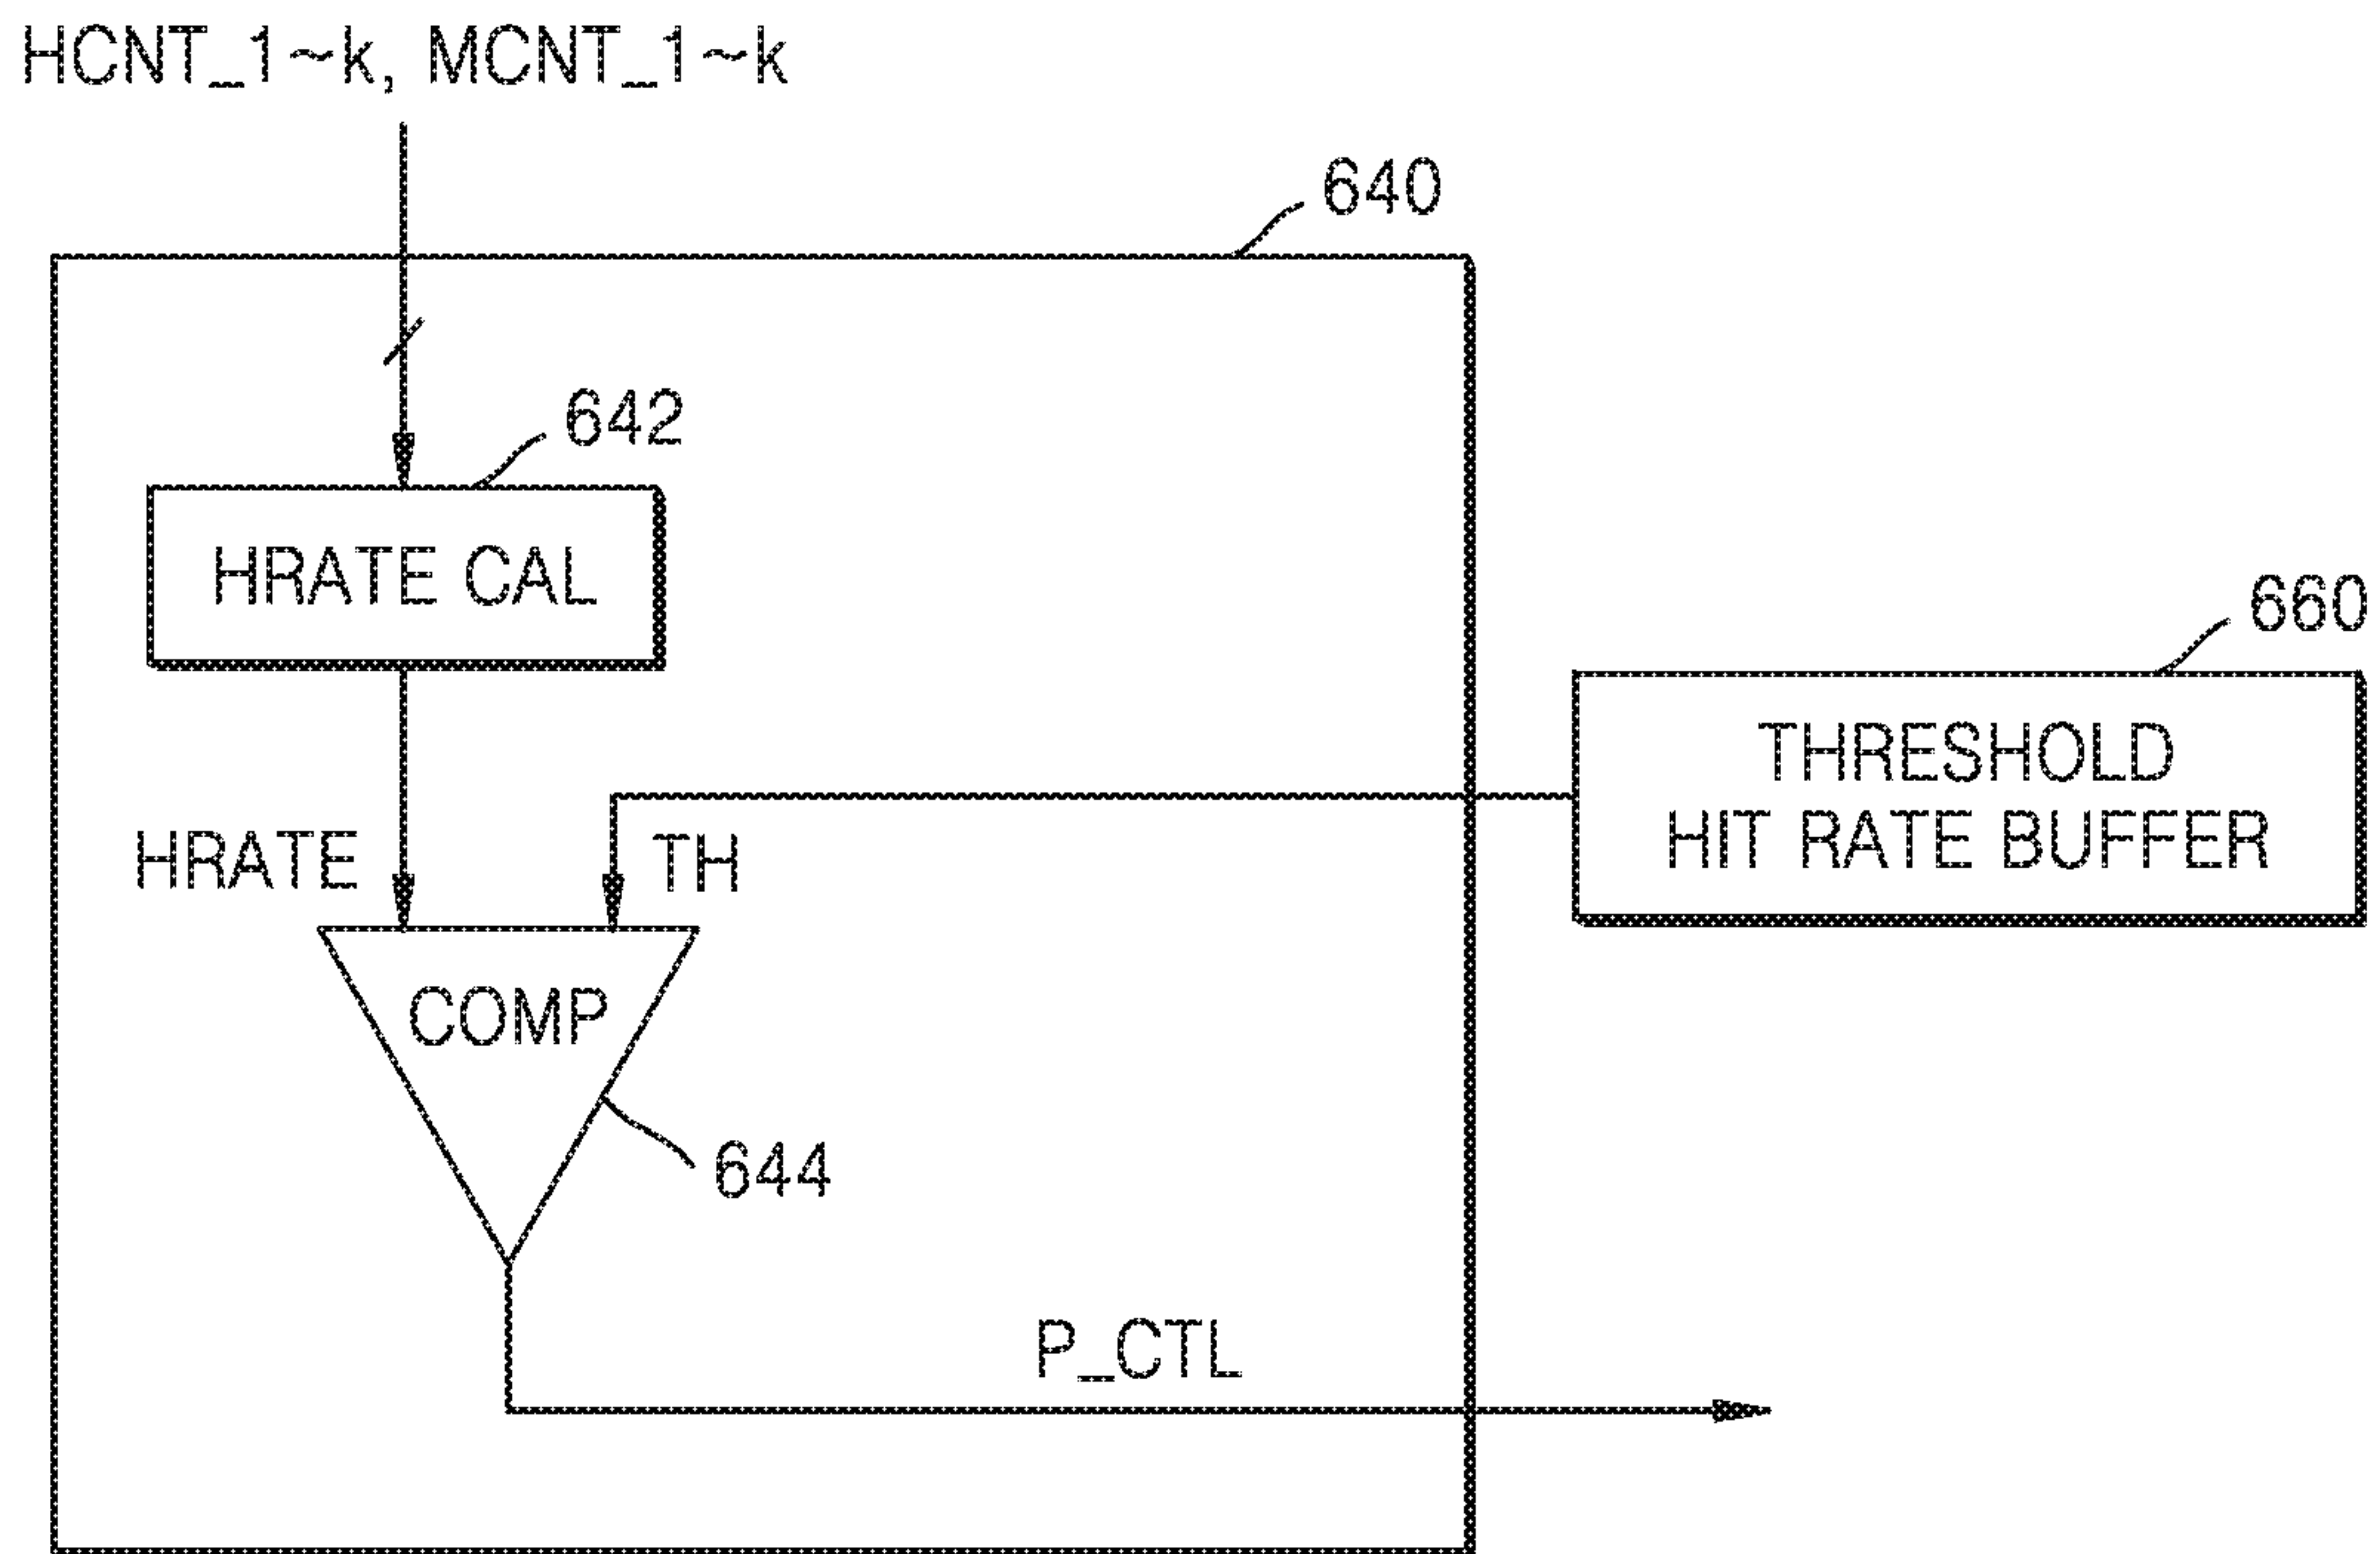 HCNT_1~k, MCNT_1~k
640
642
HRATE CAL
660
THRESHOLD
HIT RATE BUFFER
HRATE
TH
COMP
644
P_CTL